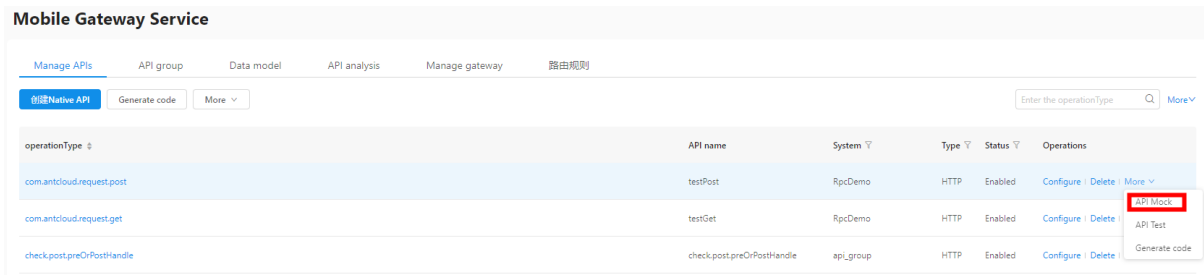 Mobile Gateway Service
Manage APIs API group Data model API analysis Manage gateway 路由规则
创建Native API Generate code More Enter the operationType More
operationType API name System Type Status Operations
com.antcloud.request.post testPost RpcDemo HTTP Enabled Configure Delete More
API Mock
com.antcloud.request.get testGet RpcDemo HTTP Enabled Configure Delete
API Test
Generate code
check.post.preOrPostHandle check.post.preOrPostHandle api_group HTTP Enabled Configure Delete